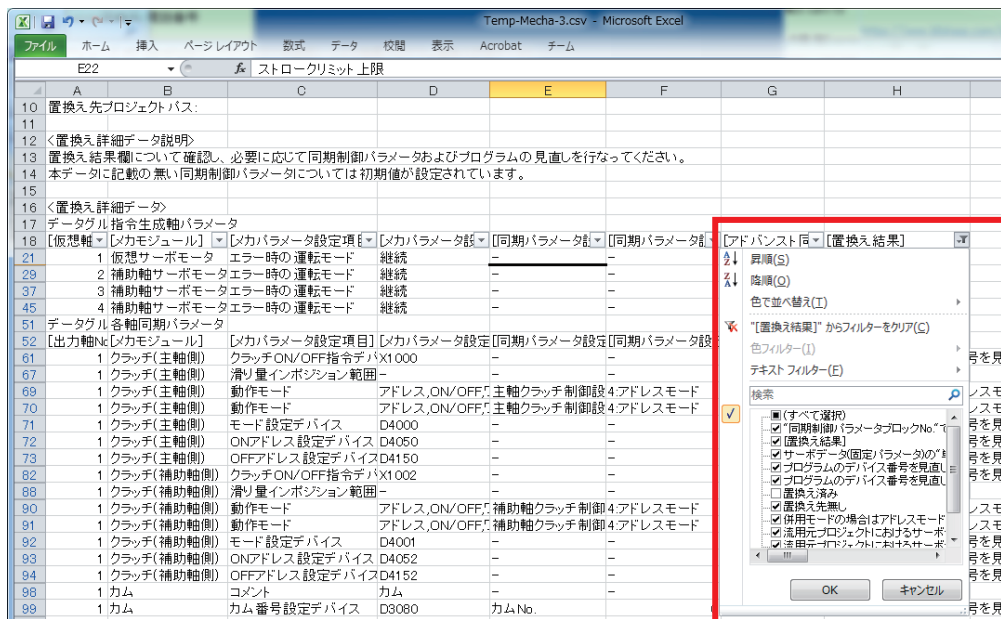 Temp-Mecha-3.csv - Microsoft Excel
ファイル ホーム 挿入 ページレイアウト 数式 データ 校閲 表示 Acrobat チーム
E22 fx ストロークリミット上限
A B C D E F G H
10 置換え先プロジェクトパス:
11
12 <置換え詳細データ説明>
13 置換え結果欄について確認し、必要に応じて同期制御パラメータおよびプログラムの見直しを行なってください。
14 本データに記載の無い同期制御パラメータについては初期値が設定されています。
15
16 <置換え詳細データ>
17 データグル 指令生成軸パラメータ
18 [仮想軸 [メカモジュール] [メカパラメータ設定項目 [メカパラメータ設 [同期パラメータ設 [同期パラメータ設 [アドバンスト同 [置換え結果]
21 1 仮想サーボモータ エラー時の運転モード 継続 − −
29 2 補助軸サーボモータ エラー時の運転モード 継続 − −
37 3 補助軸サーボモータ エラー時の運転モード 継続 − −
45 4 補助軸サーボモータ エラー時の運転モード 継続 − −
51 データグル 各軸同期パラメータ
52 [出力軸No [メカモジュール] [メカパラメータ設定項目] [メカパラメータ設定 [同期パラメータ設定 [同期パラメータ設定
61 1 クラッチ(主軸側) クラッチON/OFF指令デバ X1000 − − 号を見
67 1 クラッチ(主軸側) 滑り量インポジション範囲 − − −
69 1 クラッチ(主軸側) 動作モード アドレス,ON/OFF, 主軸クラッチ制御設 4:アドレスモード レスモ
70 1 クラッチ(主軸側) 動作モード アドレス,ON/OFF, 主軸クラッチ制御設 4:アドレスモード レスモ
71 1 クラッチ(主軸側) モード設定デバイス D4000 − − 号を見
72 1 クラッチ(主軸側) ONアドレス設定デバイス D4050 − − 号を見
73 1 クラッチ(主軸側) OFFアドレス設定デバイス D4150 − − 号を見
82 1 クラッチ(補助軸側) クラッチON/OFF指令デバ X1002 − − 号を見
88 1 クラッチ(補助軸側) 滑り量インポジション範囲 − − −
90 1 クラッチ(補助軸側) 動作モード アドレス,ON/OFF, 補助軸クラッチ制御 4:アドレスモード レスモ
91 1 クラッチ(補助軸側) 動作モード アドレス,ON/OFF, 補助軸クラッチ制御 4:アドレスモード レスモ
92 1 クラッチ(補助軸側) モード設定デバイス D4001 − − 号を見
93 1 クラッチ(補助軸側) ONアドレス設定デバイス D4052 − − 号を見
94 1 クラッチ(補助軸側) OFFアドレス設定デバイス D4152 − − 号を見
98 1 カム コメント カム − −
99 1 カム カム番号設定デバイス D3080 カムNo. 号を見
昇順(S)
降順(O)
色で並べ替え(T)
"[置換え結果]" からフィルターをクリア(C)
色フィルター(I)
テキスト フィルター(F)
検索
(すべて選択)
"同期制御パラメータブロックNo."で
[置換え結果]
サーボデータ(固定パラメータ)の"単
プログラムのデバイス番号を見直し
プログラムのデバイス番号を見直し
置換え済み
置換え先無し
併用モードの場合はアドレスモード
流用元プロジェクトにおけるサーボ
流用元プロジェクトにおけるサーボ
OK キャンセル